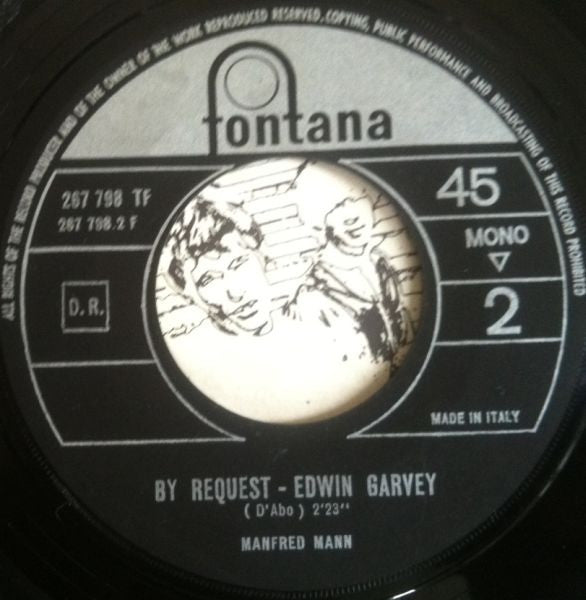 ALL RIGHTS OF THE RECORD PRODUCER AND OF THE OWNER OF THE WORK REPRODUCED RESERVED. COPYING, PUBLIC PERFORMANCE AND BROADCASTING OF THIS RECORD PROHIBITED
fontana
267 798 TF
267 798.2 F
45
MONO
D.R.
2
MADE IN ITALY
BY REQUEST - EDWIN GARVEY
( D'Abo ) 2'23"
MANFRED MANN